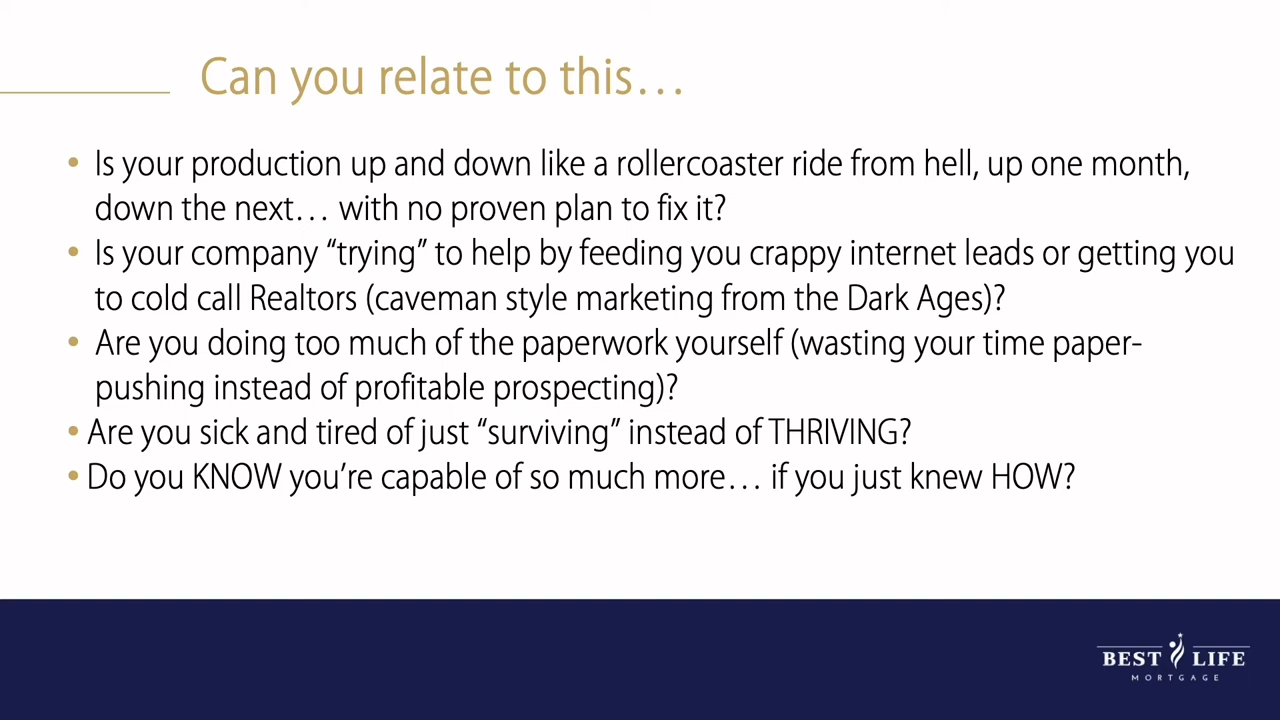 Can you relate to this…
• Is your production up and down like a rollercoaster ride from hell, up one month,
down the next… with no proven plan to fix it?
• Is your company “trying” to help by feeding you crappy internet leads or getting you
to cold call Realtors (caveman style marketing from the Dark Ages)?
• Are you doing too much of the paperwork yourself (wasting your time paper-
pushing instead of profitable prospecting)?
• Are you sick and tired of just “surviving” instead of THRIVING?
• Do you KNOW you’re capable of so much more… if you just knew HOW?
BEST LIFE
MORTGAGE